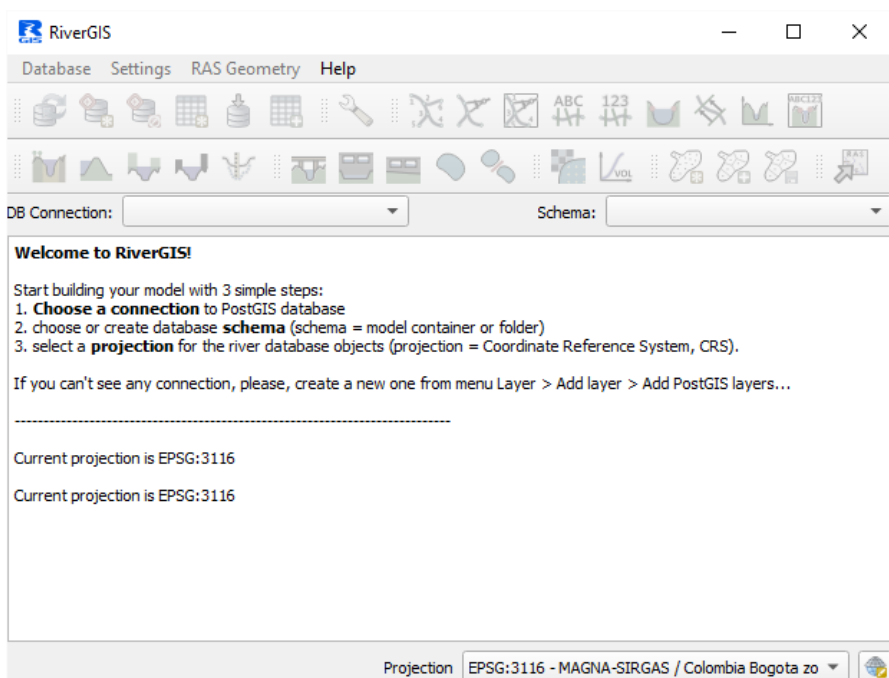 RiverGIS
Database Settings RAS Geometry Help
ABC 123 ABC123
VOL RAS
DB Connection: Schema:
Welcome to RiverGIS!
Start building your model with 3 simple steps:
1. Choose a connection to PostGIS database
2. choose or create database schema (schema = model container or folder)
3. select a projection for the river database objects (projection = Coordinate Reference System, CRS).
If you can't see any connection, please, create a new one from menu Layer > Add layer > Add PostGIS layers...
------------------------------------------------------------------------------
Current projection is EPSG:3116
Current projection is EPSG:3116
Projection EPSG:3116 - MAGNA-SIRGAS / Colombia Bogota zo